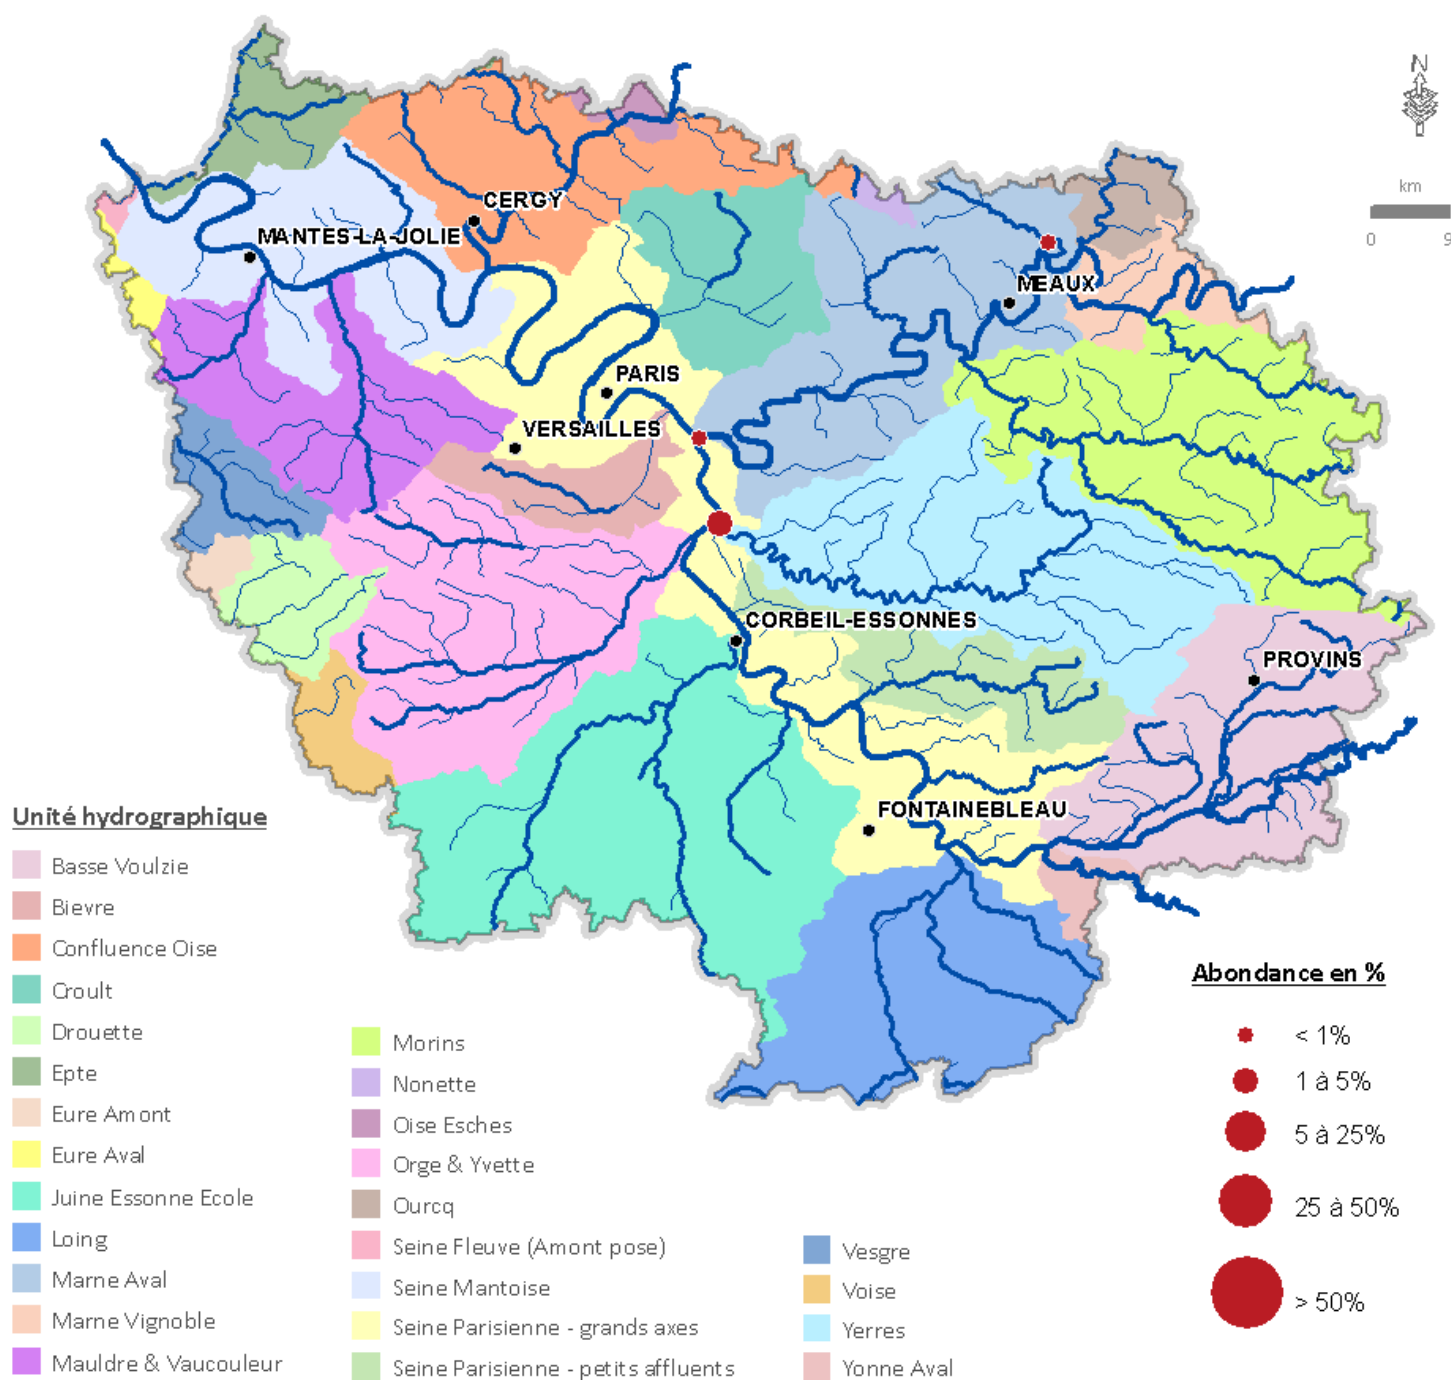 N
km
0 9
CERGY
MANTES-LA-JOLIE
MEAUX
PARIS
VERSAILLES
CORBEIL-ESSONNES
PROVINS
FONTAINEBLEAU
Unité hydrographique
Basse Voulzie
Bievre
Confluence Oise
Croult
Drouette
Epte
Eure Amont
Eure Aval
Juine Essonne Ecole
Loing
Marne Aval
Marne Vignoble
Mauldre & Vaucouleur
Morins
Nonette
Oise Esches
Orge & Yvette
Ourcq
Seine Fleuve (Amont pose)
Seine Mantoise
Seine Parisienne - grands axes
Seine Parisienne - petits affluents
Vesgre
Voise
Yerres
Yonne Aval
Abondance en %
< 1%
1 à 5%
5 à 25%
25 à 50%
> 50%